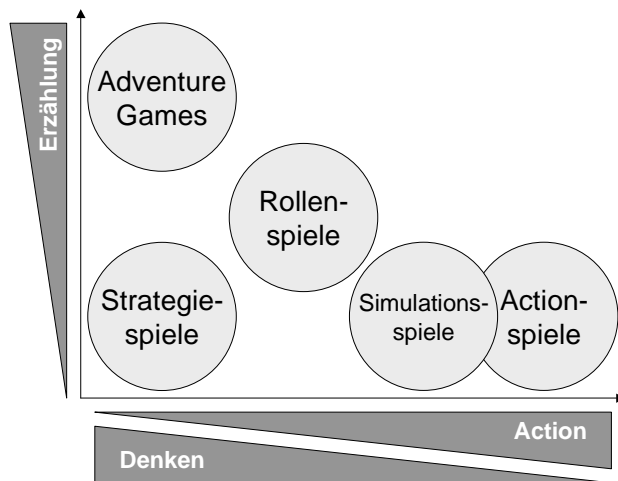 Erzählung
Adventure
Games
Rollen-
spiele
Strategie-
spiele
Simulations-
spiele
Action-
spiele
Action
Denken